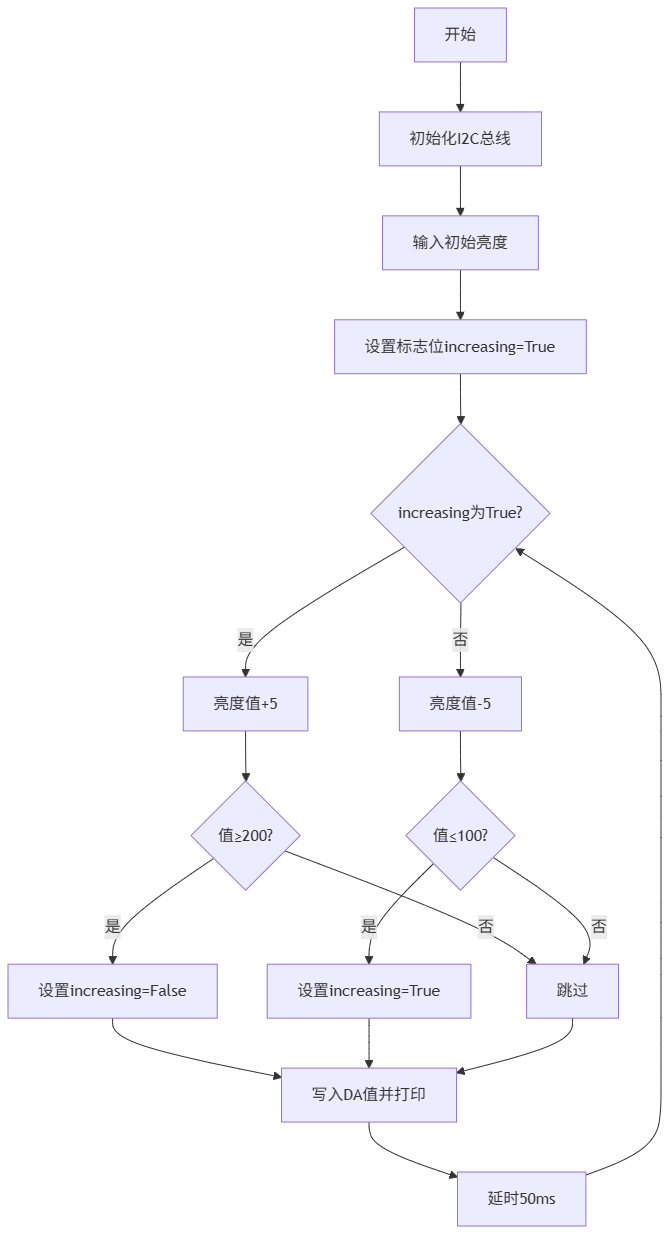 开始
初始化I2C总线
输入初始亮度
设置标志位increasing=True
increasing为True?
是
否
亮度值+5
亮度值-5
值≥200?
值≤100?
是
是
否
否
设置increasing=False
设置increasing=True
跳过
写入DA值并打印
延时50ms